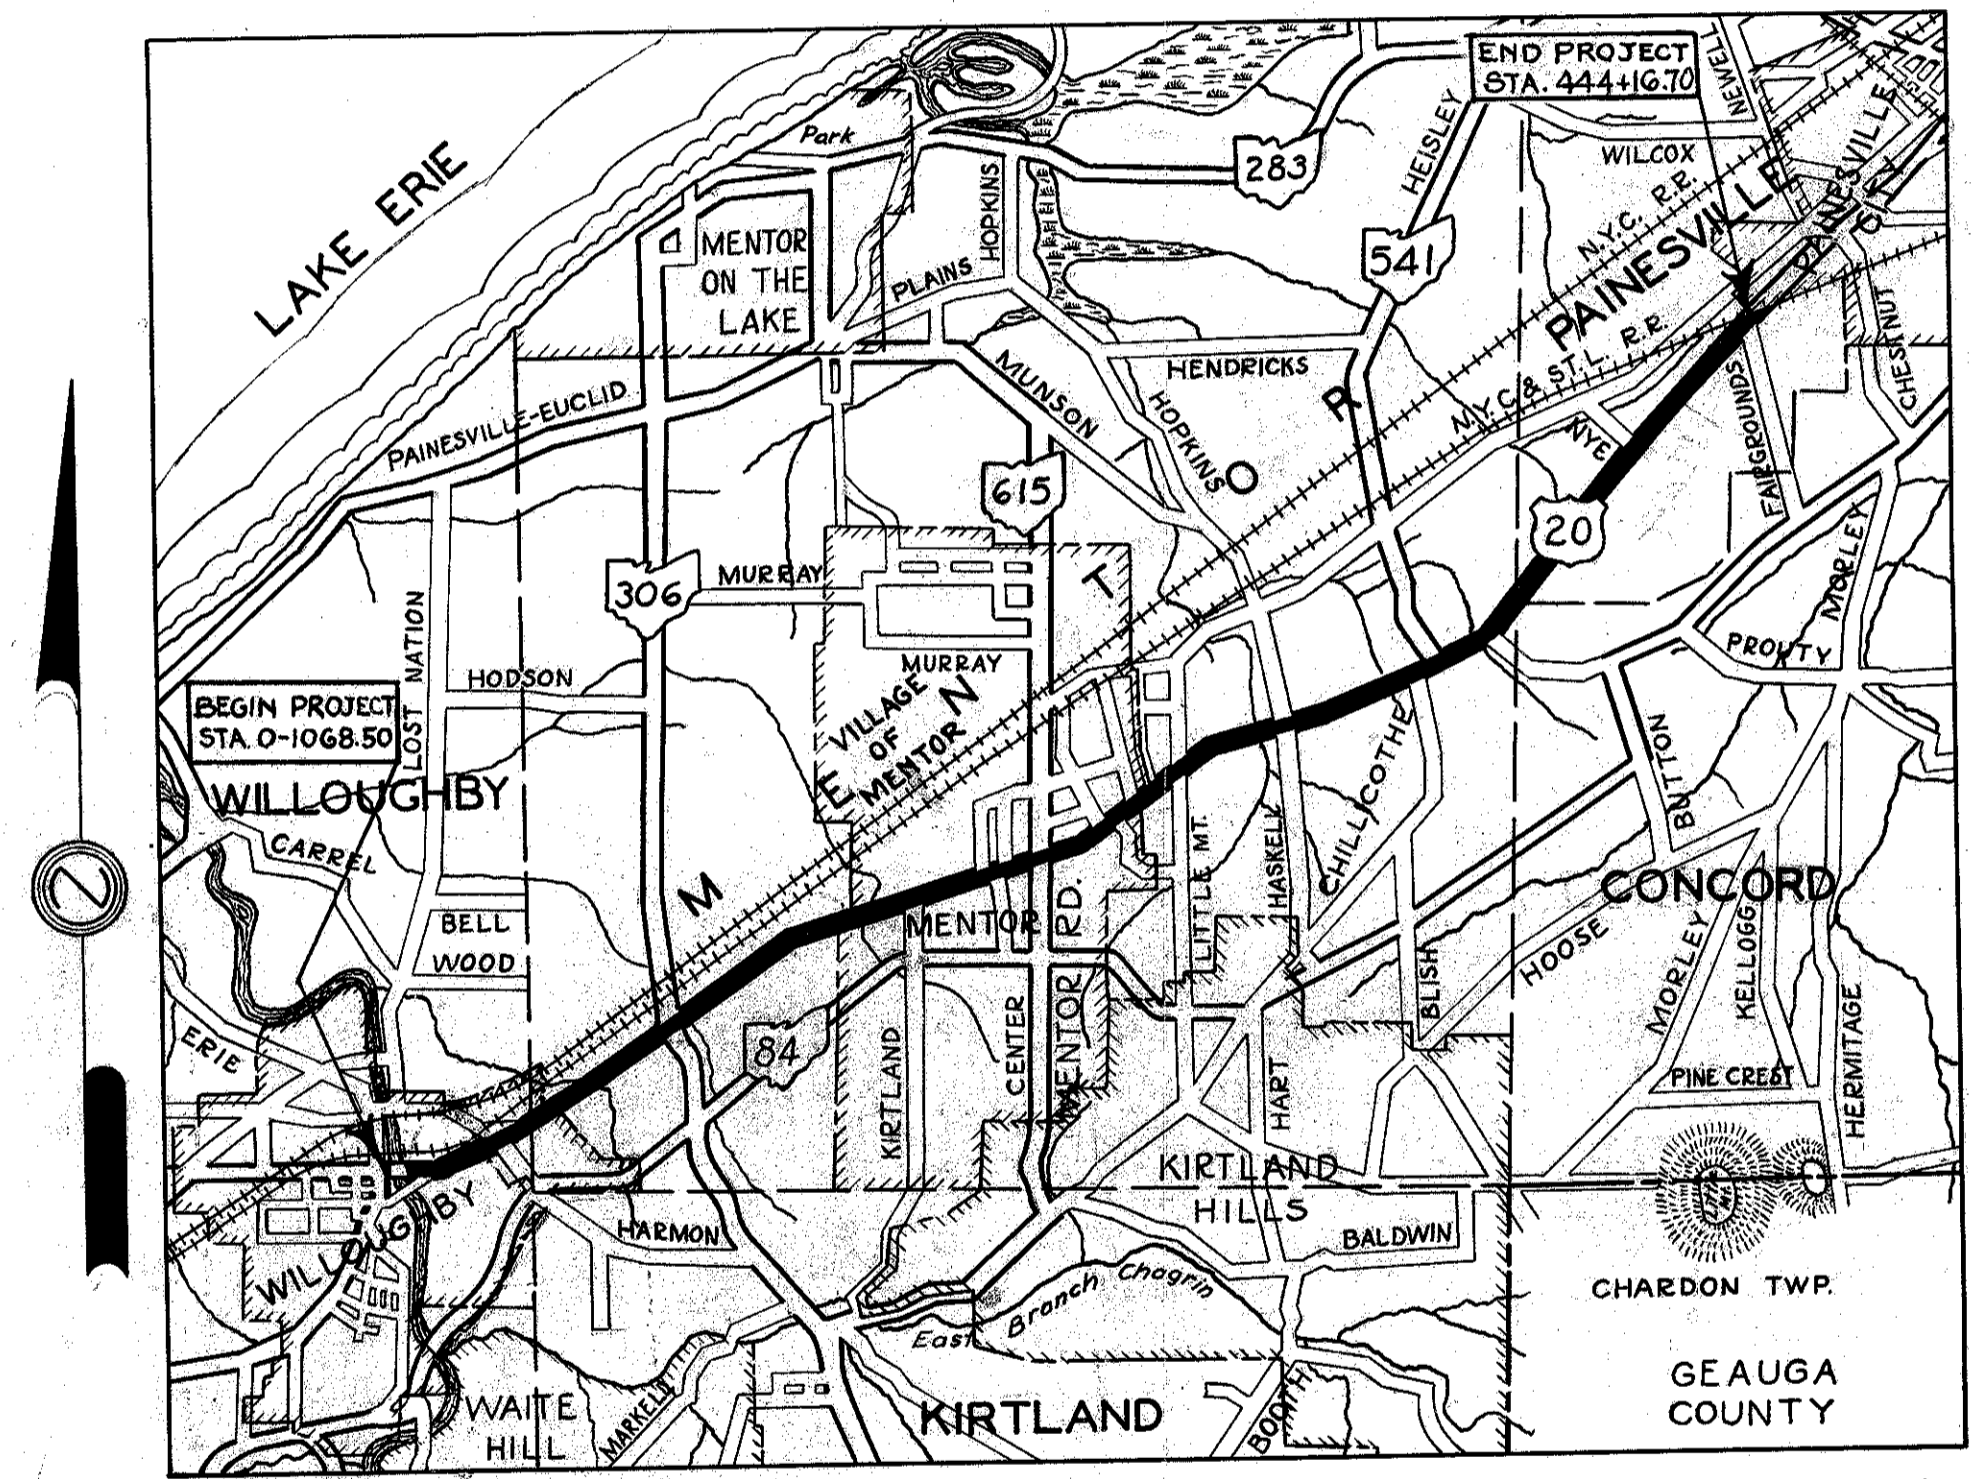 END PROJECT
STA. 444+16.70
NEWELL
Park
283
HEISLEY
WILCOX
N.Y.C. R.R.
PAINESVILLE
PAINESVILLE
CITY
LAKE ERIE
MENTOR
ON THE
LAKE
HOPKINS
PLAINS
541
CHESTNUT
HENDRICKS
MUNSON
HOPKINS
N.Y.C. & ST. L. R.R.
PAINESVILLE-EUCLID
NYE
FAIRGROUNDS
615
20
306
MURRAY
MORLEY
LOST NATION
HODSON
MURRAY
PROUTY
BEGIN PROJECT
STA. 0-1068.50
VILLAGE
OF
MENTOR
M E N T O R
WILLOUGHBY
CARREL
CHILLICOTHE
BUTTON
LITTLE MT.
HASKELL
CONCORD
BELL
WOOD
MENTOR RD.
HOOSE
MORLEY
KELLOGG
BLISH
HERMITAGE
ERIE
84
KIRTLAND
CENTER
MENTOR
HART
PINE CREST
KIRTLAND
HILLS
LITTLE
MT.
WILLOUGHBY
HARMON
BALDWIN
East Branch Chagrin
CHARDON TWP.
GEAUGA
COUNTY
WAITE
HILL
MARKELL
KIRTLAND
BOOTH